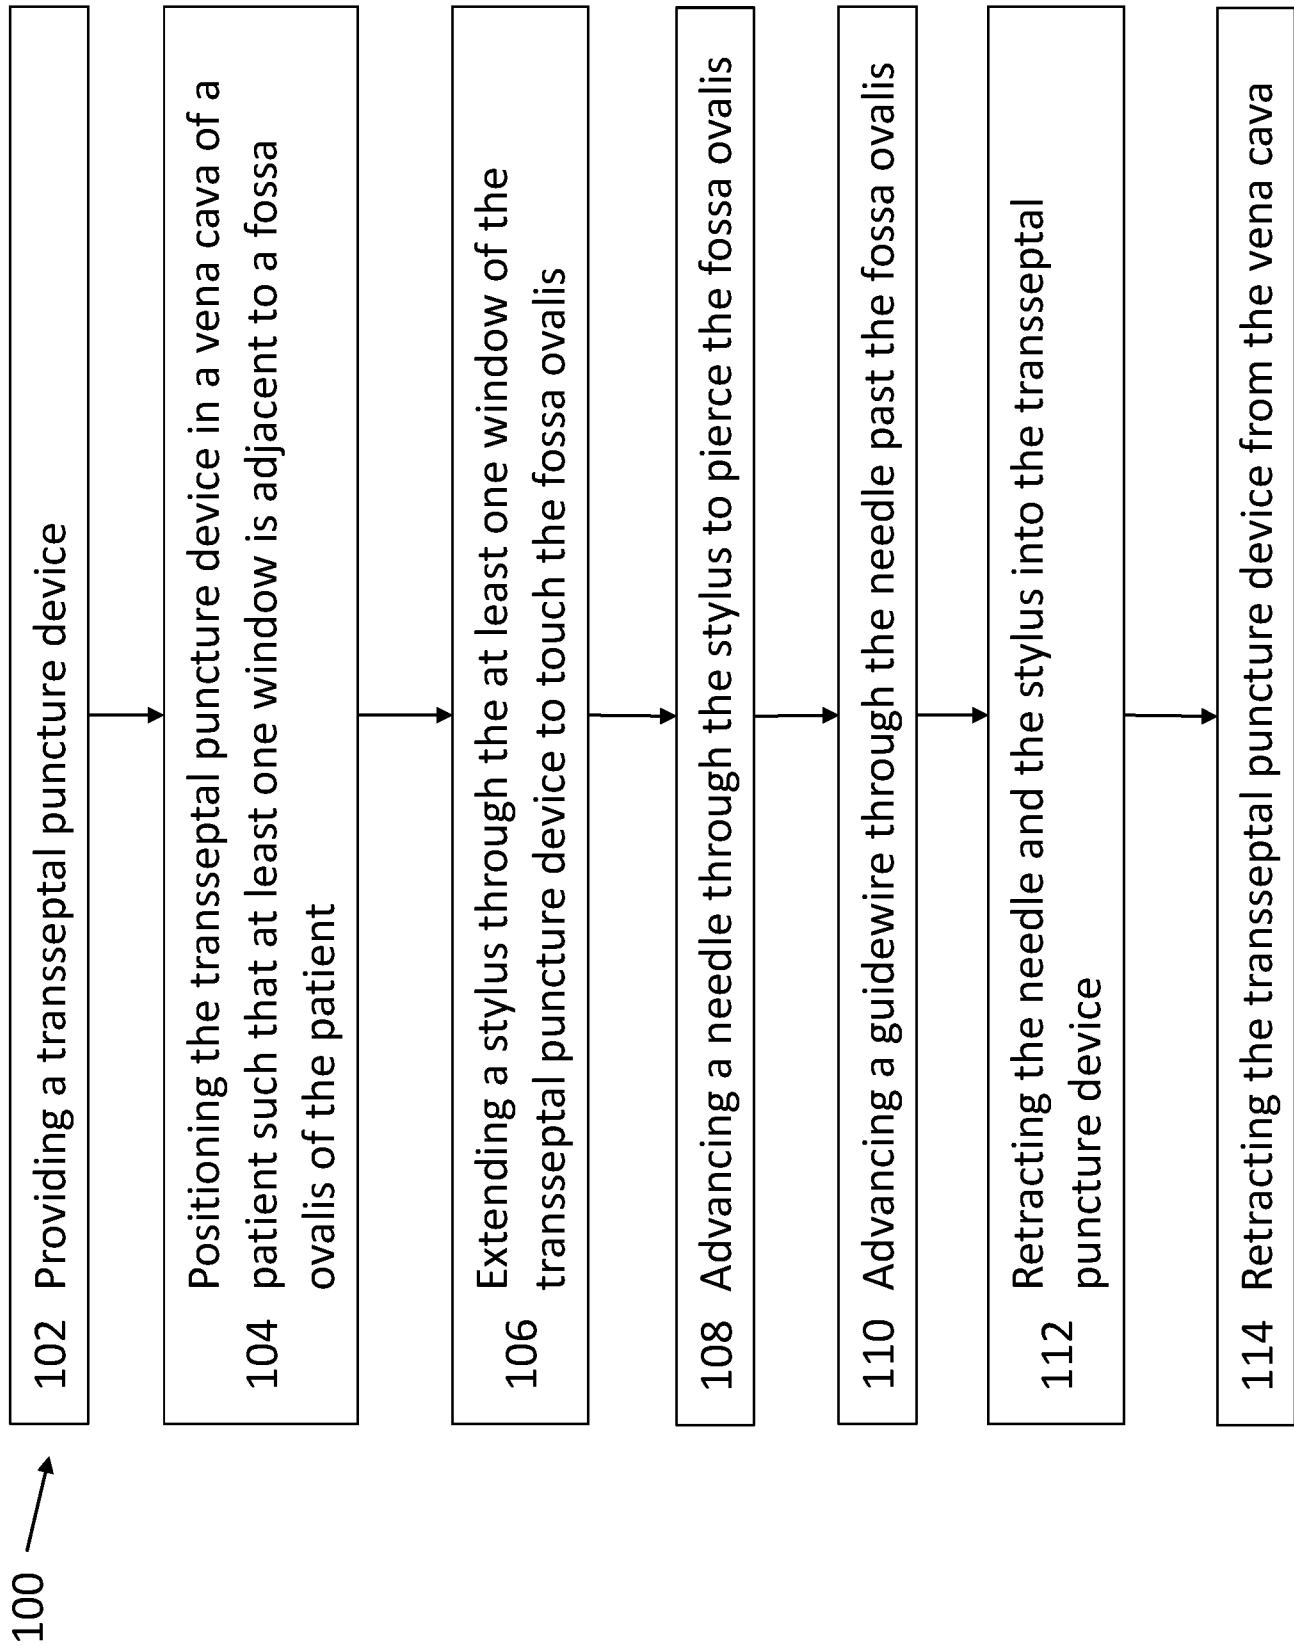 100
102 Providing a transseptal puncture device
Positioning the transseptal puncture device in a vena cava of a
104 patient such that at least one window is adjacent to a fossa
ovalis of the patient
Extending a stylus through the at least one window of the
106 transseptal puncture device to touch the fossa ovalis
108 Advancing a needle through the stylus to pierce the fossa ovalis
110 Advancing a guidewire through the needle past the fossa ovalis
Retracting the needle and the stylus into the transseptal
112 puncture device
114 Retracting the transseptal puncture device from the vena cava